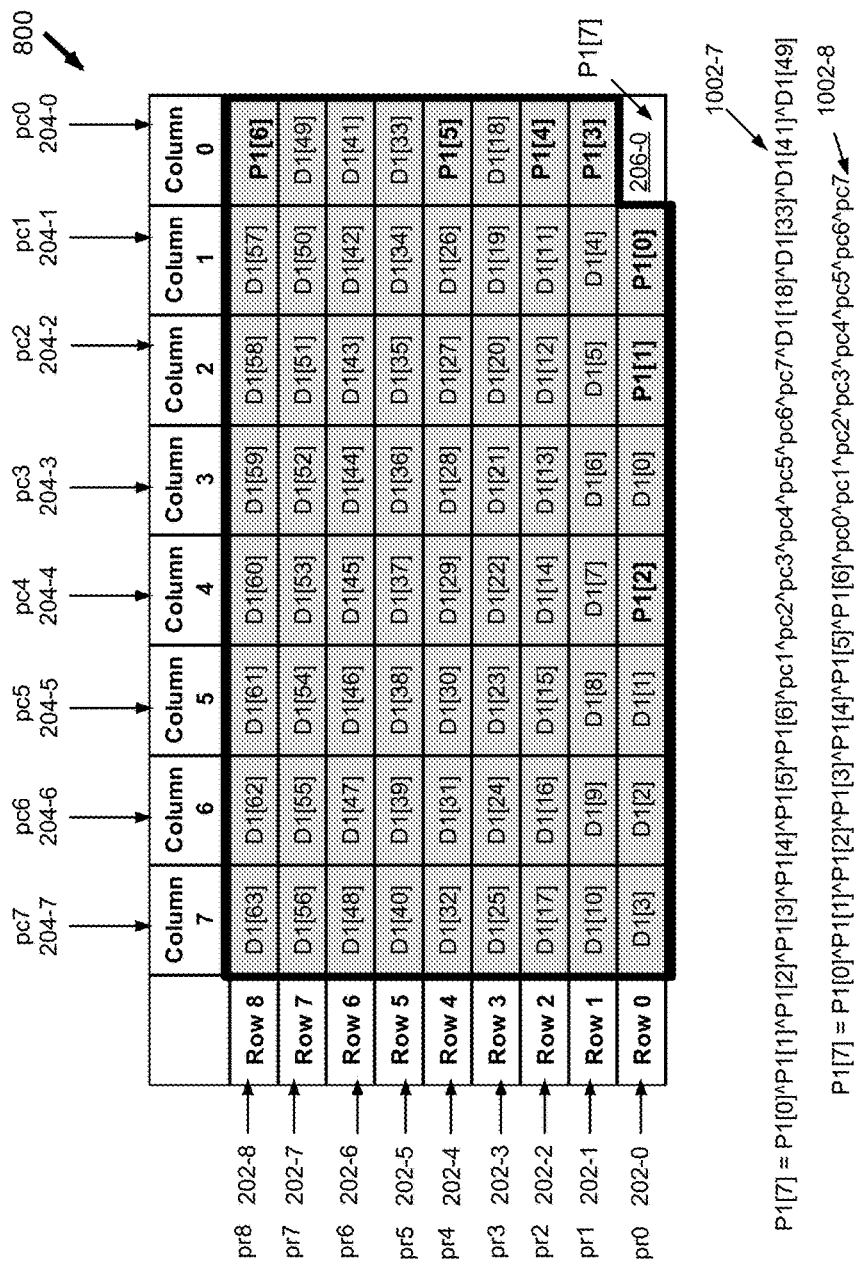 800
pc7 pc6 pc5 pc4 pc3 pc2 pc1 pc0
204-7 204-6 204-5 204-4 204-3 204-2 204-1 204-0
Column 7 Column 6 Column 5 Column 4 Column 3 Column 2 Column 1 Column 0
pr8 202-8 Row 8 D1[63] D1[62] D1[61] D1[60] D1[59] D1[58] D1[57] P1[6]
pr7 202-7 Row 7 D1[56] D1[55] D1[54] D1[53] D1[52] D1[51] D1[50] D1[49]
pr6 202-6 Row 6 D1[48] D1[47] D1[46] D1[45] D1[44] D1[43] D1[42] D1[41]
pr5 202-5 Row 5 D1[40] D1[39] D1[38] D1[37] D1[36] D1[35] D1[34] D1[33]
pr4 202-4 Row 4 D1[32] D1[31] D1[30] D1[29] D1[28] D1[27] D1[26] P1[5]
pr3 202-3 Row 3 D1[25] D1[24] D1[23] D1[22] D1[21] D1[20] D1[19] D1[18]
pr2 202-2 Row 2 D1[17] D1[16] D1[15] D1[14] D1[13] D1[12] D1[11] P1[4]
pr1 202-1 Row 1 D1[10] D1[9] D1[8] D1[7] D1[6] D1[5] D1[4] P1[3]
pr0 202-0 Row 0 D1[3] D1[2] D1[1] P1[2] D1[0] P1[1] P1[0] 206-0
P1[7]
1002-7
P1[7] = P1[0]^P1[1]^P1[2]^P1[3]^P1[4]^P1[5]^P1[6]^pc1^pc2^pc3^pc4^pc5^pc6^pc7^D1[18]^D1[33]^D1[41]^D1[49]
1002-8
P1[7] = P1[0]^P1[1]^P1[2]^P1[3]^P1[4]^P1[5]^P1[6]^pc0^pc1^pc2^pc3^pc4^pc5^pc6^pc7